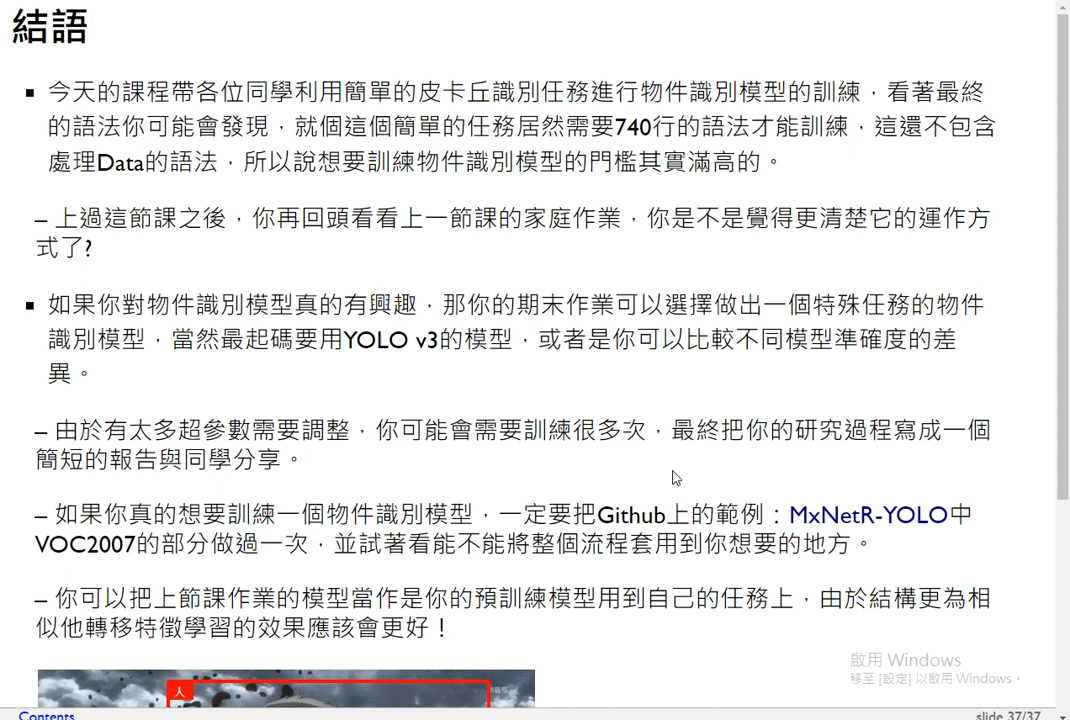 結語
▪ 今天的課程帶各位同學利用簡單的皮卡丘識別任務進行物件識別模型的訓練，看著最終
的語法你可能會發現，就個這個簡單的任務居然需要740行的語法才能訓練，這還不包含
處理Data的語法，所以說想要訓練物件識別模型的門檻其實滿高的。
– 上過這節課之後，你再回頭看看上一節課的家庭作業，你是不是覺得更清楚它的運作方
式了?
▪ 如果你對物件識別模型真的有興趣，那你的期末作業可以選擇做出一個特殊任務的物件
識別模型，當然最起碼要用YOLO v3的模型，或者是你可以比較不同模型準確度的差
異。
– 由於有太多超參數需要調整，你可能會需要訓練很多次，最終把你的研究過程寫成一個
簡短的報告與同學分享。
– 如果你真的想要訓練一個物件識別模型，一定要把Github上的範例：MxNetR-YOLO中
VOC2007的部分做過一次，並試著看能不能將整個流程套用到你想要的地方。
– 你可以把上節課作業的模型當作是你的預訓練模型用到自己的任務上，由於結構更為相
似他轉移特徵學習的效果應該會更好！
人
啟用 Windows
移至 [設定] 以啟用 Windows。
Contents
slide 37/37